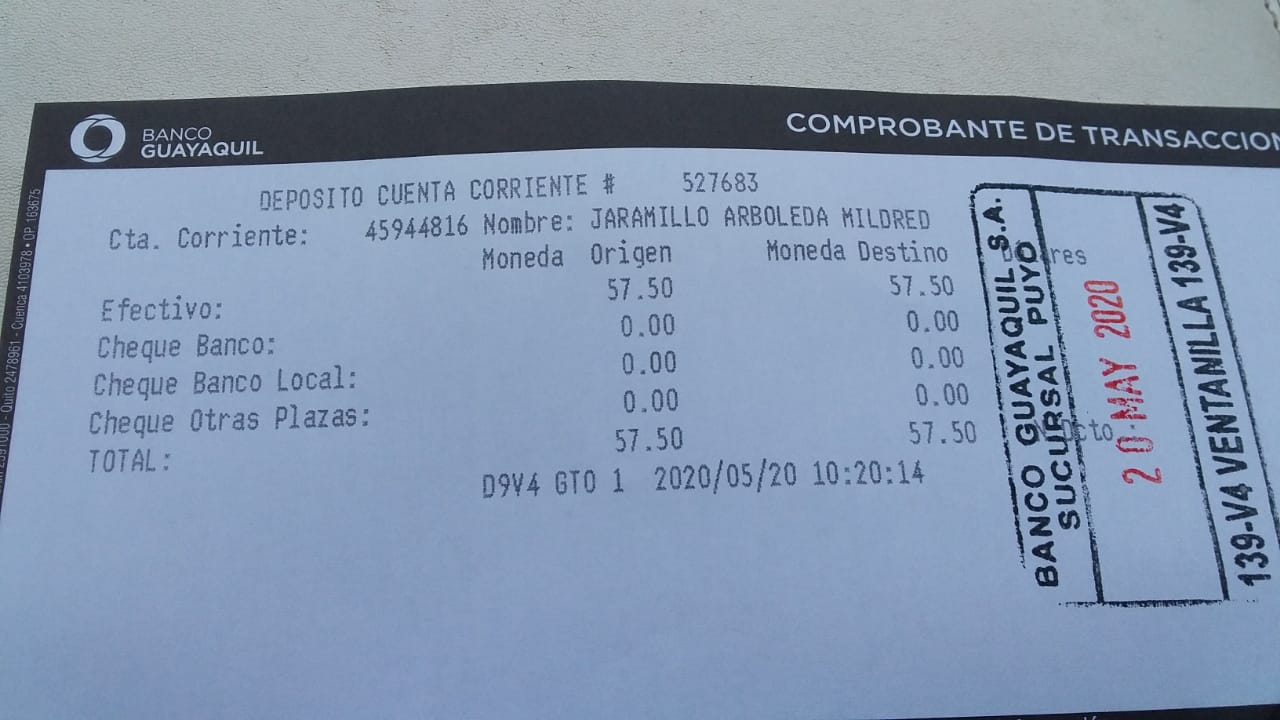 BANCO
GUAYAQUIL
COMPROBANTE DE TRANSACCION
DEPOSITO CUENTA CORRIENTE # 527683
Cta. Corriente: 45944816 Nombre: JARAMILLO ARBOLEDA MILDRED
Moneda Origen Moneda Destino
Efectivo: 57.50 57.50
Cheque Banco: 0.00 0.00
Cheque Banco Local: 0.00 0.00
Cheque Otras Plazas: 0.00 0.00
TOTAL: 57.50 57.50
D9V4 GTO 1 2020/05/20 10:20:14
BANCO GUAYAQUIL S.A.
SUCURSAL PUYO
20 MAY 2020
139-V4 VENTANILLA 139-V4
- Quito 2478961 - Cuenca 4103978 • OP 163675